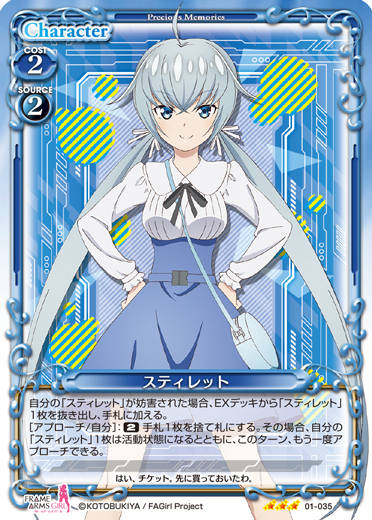 Precious Memories
Character
COST
2
SOURCE
2
スティレット
自分の「スティレット」が妨害された場合、EXデッキから「スティレット」
1枚を抜き出し、手札に加える。
[アプローチ/自分]：2 手札1枚を捨て札にする。その場合、自分の
「スティレット」1枚は活動状態になるとともに、このターン、もう一度ア
プローチできる。
はい、チケット。先に買っておいたわ。
FRAME
ARMS GIRL
©KOTOBUKIYA / FAGirl Project
01-035